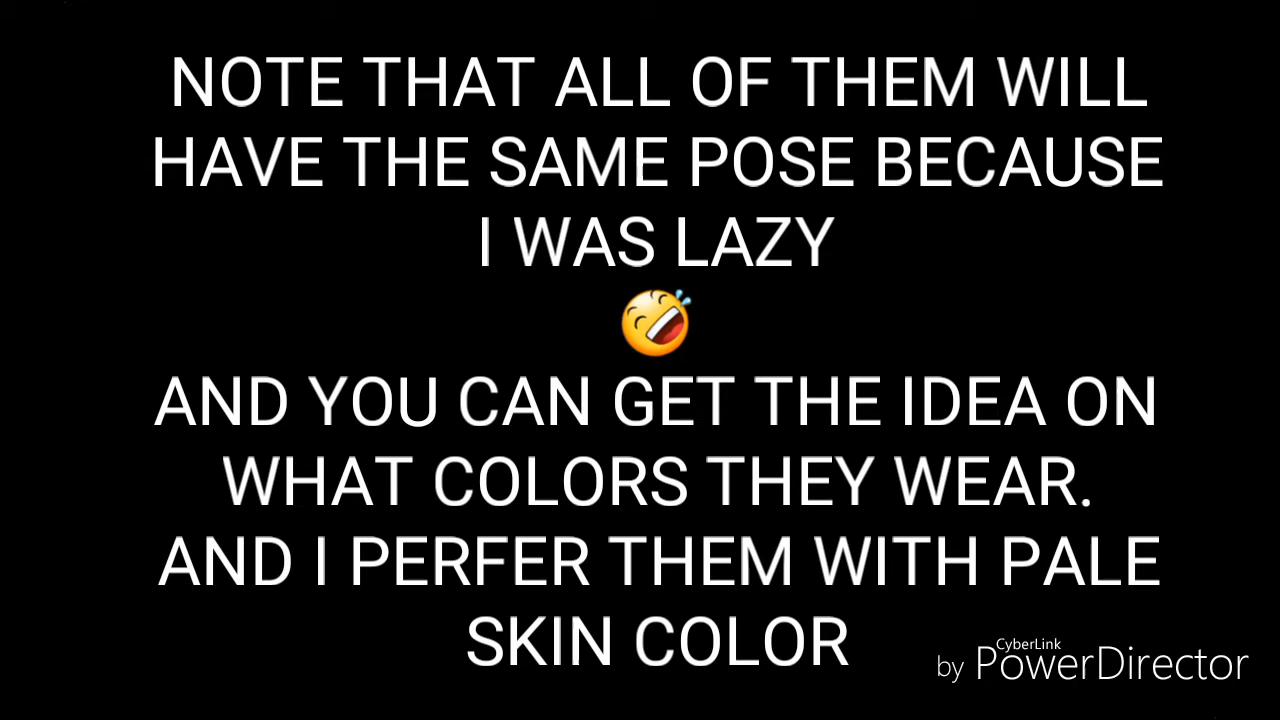 NOTE THAT ALL OF THEM WILL
HAVE THE SAME POSE BECAUSE
I WAS LAZY
🤣
AND YOU CAN GET THE IDEA ON
WHAT COLORS THEY WEAR.
AND I PERFER THEM WITH PALE
SKIN COLOR
CyberLink
by PowerDirector